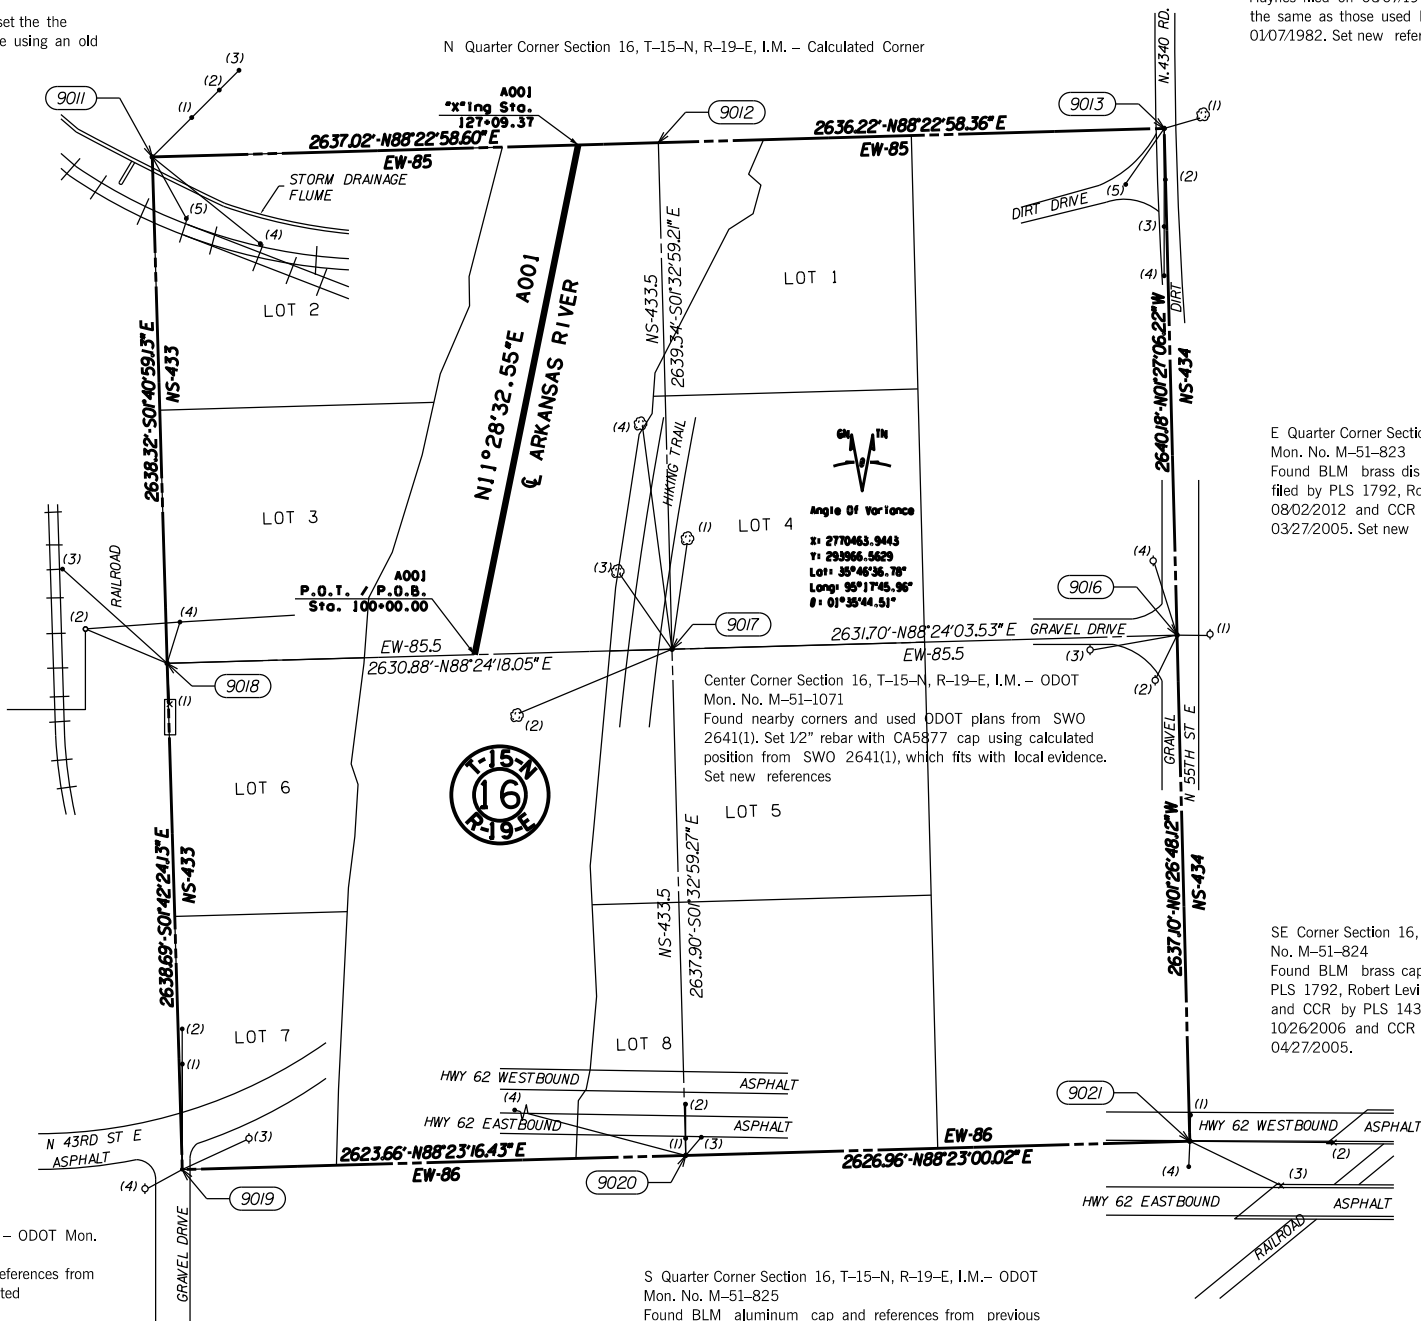 set the the
e using an old
N Quarter Corner Section 16, T-15-N, R-19-E, I.M. - Calculated Corner
Haynes filed on 06/07/19
the same as those used
01/07/1982. Set new refer
N.4340 RD.
(3)
(2)
(1)
9011
A001
"X"ing Sta.
127+09.37
9012
9013
(1)
2637.02'-N88°22'58.60"E
EW-85
2636.22'-N88°22'58.36"E
EW-85
STORM DRAINAGE
FLUME
(5)
(4)
DIRT DRIVE
(5)
(2)
(3)
(4)
DIRT
LOT 2
LOT 1
N11°28'32.55"E A001
℄ ARKANSAS RIVER
NS-433.5
2639.34'-S01°32'59.21"E
2638.32'-S01°40'59.13"E
NS-433
2640.18'-N01°27'06.22"W
NS-434
HIKING TRAIL
(4)
GN TN
θ
Angle Of Variance
X: 2770463.9443
Y: 293966.5629
Lat: 35°46'36.78"
Long: 95°17'45.96"
θ: 01°35'44.51"
E Quarter Corner Secti
Mon. No. M-51-823
Found BLM brass dis
filed by PLS 1792, Ro
08/02/2012 and CCR
03/27/2005. Set new
LOT 3
LOT 4
(1)
(3)
RAILROAD
(3)
(2)
(4)
A001
P.O.T. / P.O.B.
Sta. 100+00.00
9017
9016
(4)
(1)
EW-85.5
2630.88'-N88°24'18.05"E
2631.70'-N88°24'03.53"E
EW-85.5
GRAVEL DRIVE
(3)
(2)
9018
(1)
(2)
Center Corner Section 16, T-15-N, R-19-E, I.M. - ODOT
Mon. No. M-51-1071
Found nearby corners and used ODOT plans from SWO
2641(1). Set 1/2" rebar with CA5877 cap using calculated
position from SWO 2641(1), which fits with local evidence.
Set new references
GRAVEL
N 55TH ST E
T-15-N
16
R-19-E
LOT 6
LOT 5
2638.69'-S01°42'24.13"E
NS-433
NS-433.5
2637.90'-S01°32'59.27"E
2637.10'-N01°26'48.12"W
NS-434
SE Corner Section 16,
No. M-51-824
Found BLM brass cap
PLS 1792, Robert Levi
and CCR by PLS 143
10/26/2006 and CCR
04/27/2005.
(2)
(1)
LOT 7
LOT 8
HWY 62 WESTBOUND
ASPHALT
(4)
HWY 62 EASTBOUND
ASPHALT
(2)
(1)
(3)
9021
(1)
HWY 62 WESTBOUND
ASPHALT
(2)
(4)
(3)
HWY 62 EASTBOUND
ASPHALT
RAILROAD
N 43RD ST E
ASPHALT
(3)
(4)
9019
GRAVEL DRIVE
2623.66'-N88°23'16.43"E
EW-86
9020
EW-86
2626.96'-N88°23'00.02"E
- ODOT Mon.
eferences from
ted
S Quarter Corner Section 16, T-15-N, R-19-E, I.M.- ODOT
Mon. No. M-51-825
Found BLM aluminum cap and references from previous